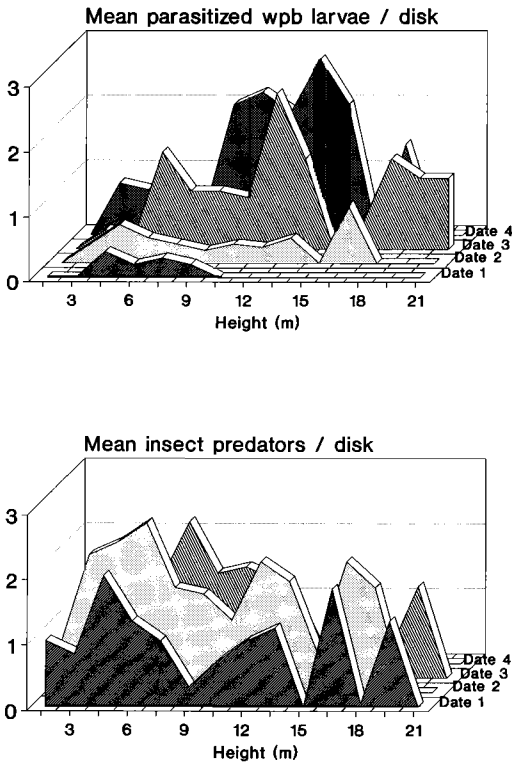 Mean parasitized wpb larvae / disk
3
2
1
0
Date 4
Date 3
Date 2
Date 1
3 6 9 12 15 18 21
Height (m)
Mean insect predators / disk
3
2
1
0
Date 4
Date 3
Date 2
Date 1
3 6 9 12 15 18 21
Height (m)